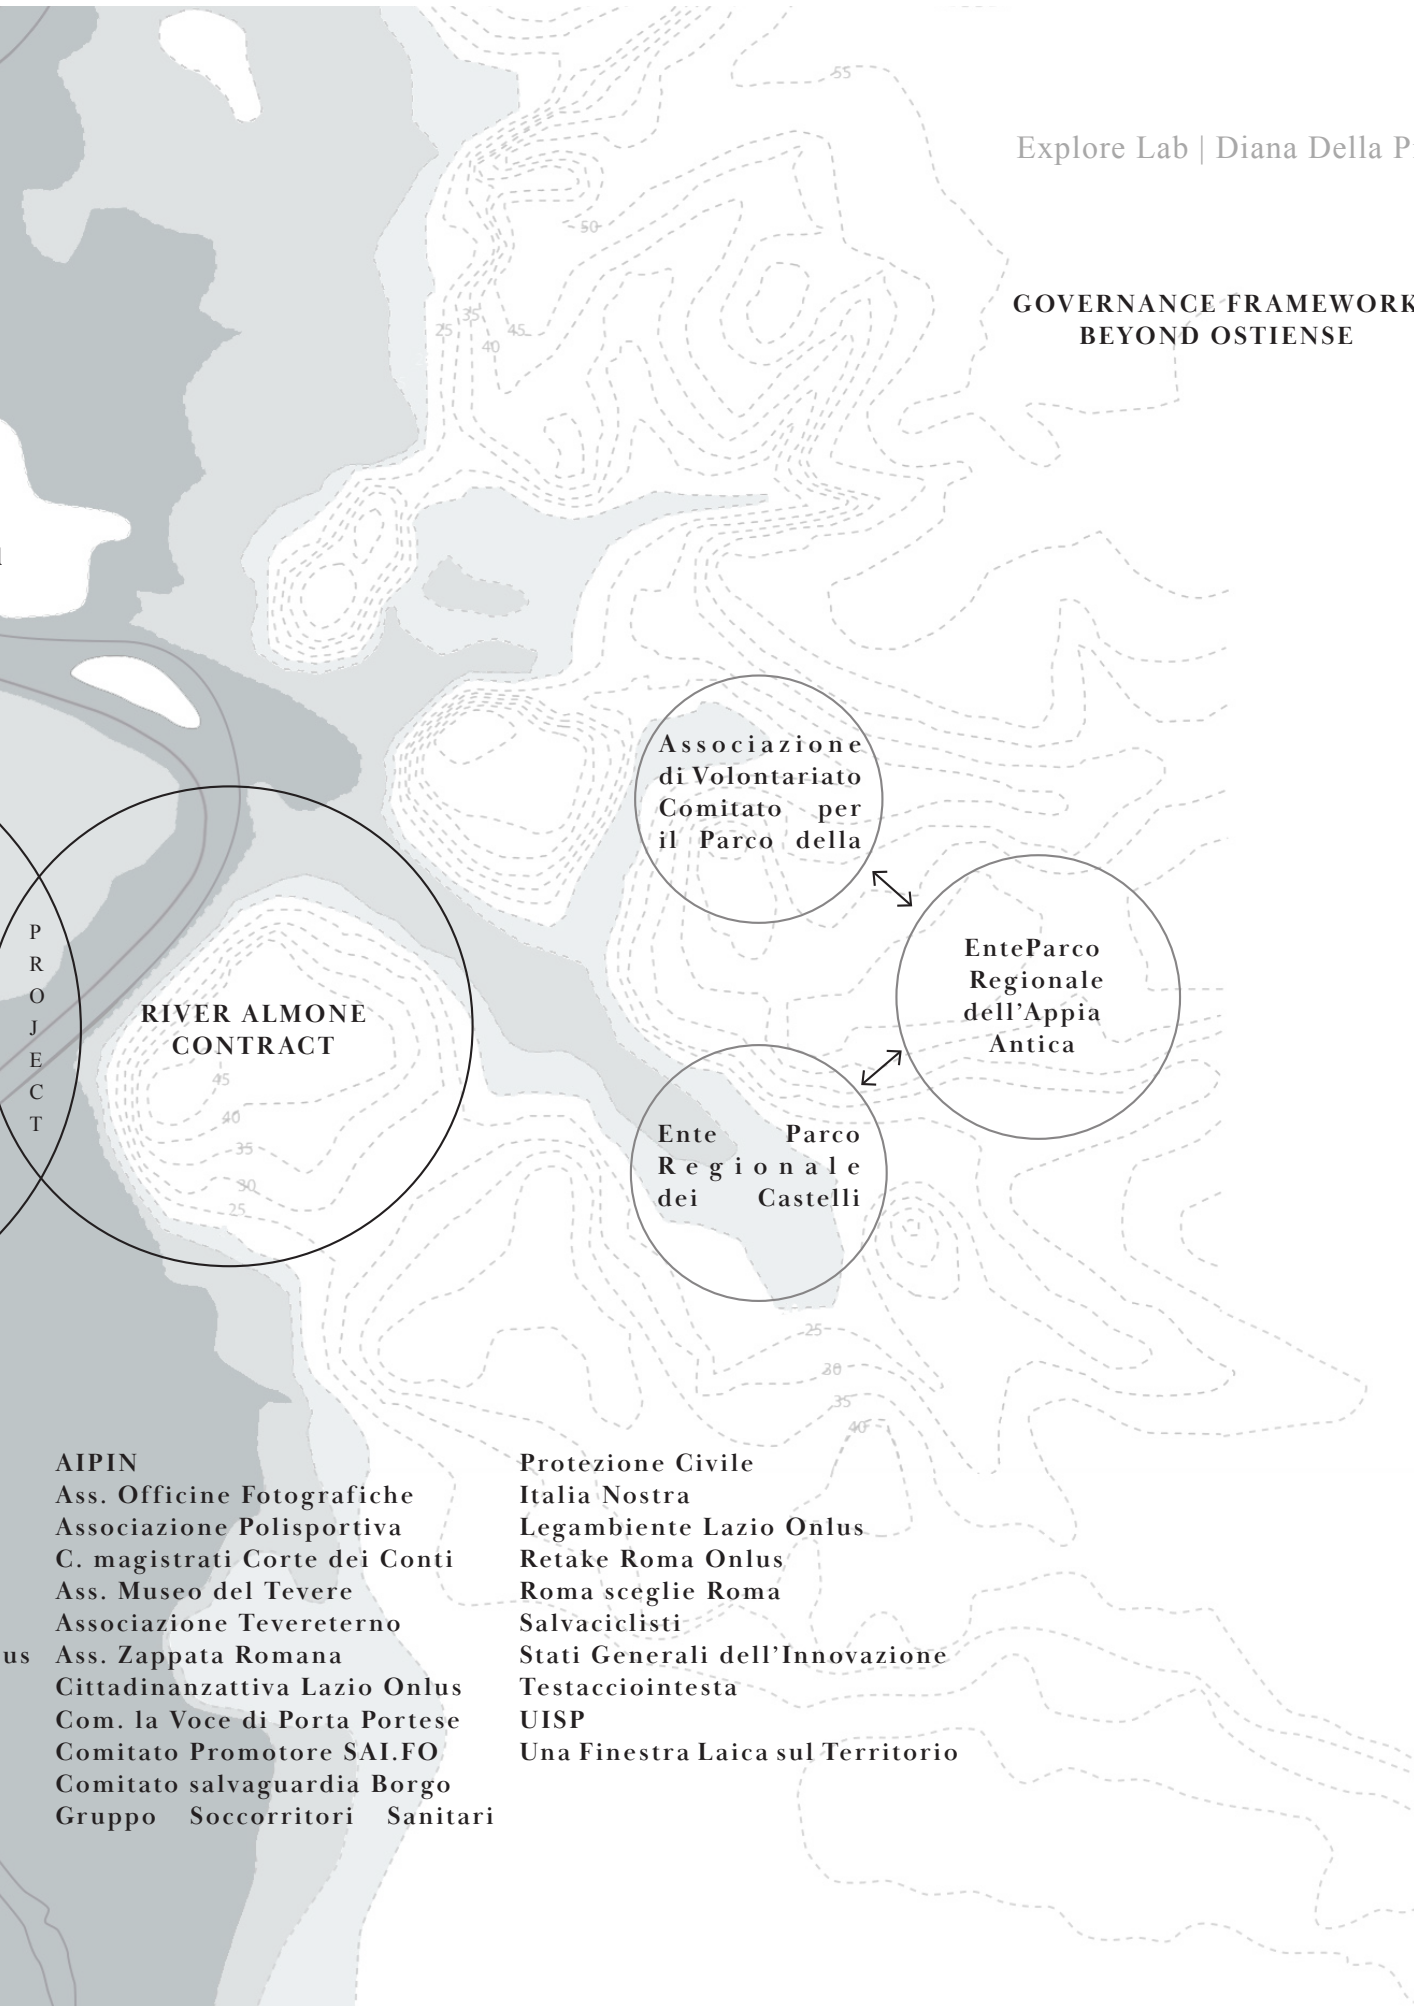 55
Explore Lab | Diana Della P
50
GOVERNANCE FRAMEWORK
BEYOND OSTIENSE
35
25
45
40
Associazione
di Volontariato
Comitato per
il Parco della
EnteParco
Regionale
dell'Appia
Antica
P
R
O
J
E
C
T
RIVER ALMONE
CONTRACT
45
40
35
30
25
Ente Parco
Regionale
dei Castelli
25
30
35
40
AIPIN
Ass. Officine Fotografiche
Associazione Polisportiva
C. magistrati Corte dei Conti
Ass. Museo del Tevere
Associazione Tevereterno
us Ass. Zappata Romana
Cittadinanzattiva Lazio Onlus
Com. la Voce di Porta Portese
Comitato Promotore SAI.FO
Comitato salvaguardia Borgo
Gruppo Soccorritori Sanitari
Protezione Civile
Italia Nostra
Legambiente Lazio Onlus
Retake Roma Onlus
Roma sceglie Roma
Salvaciclisti
Stati Generali dell'Innovazione
Testacciointesta
UISP
Una Finestra Laica sul Territorio